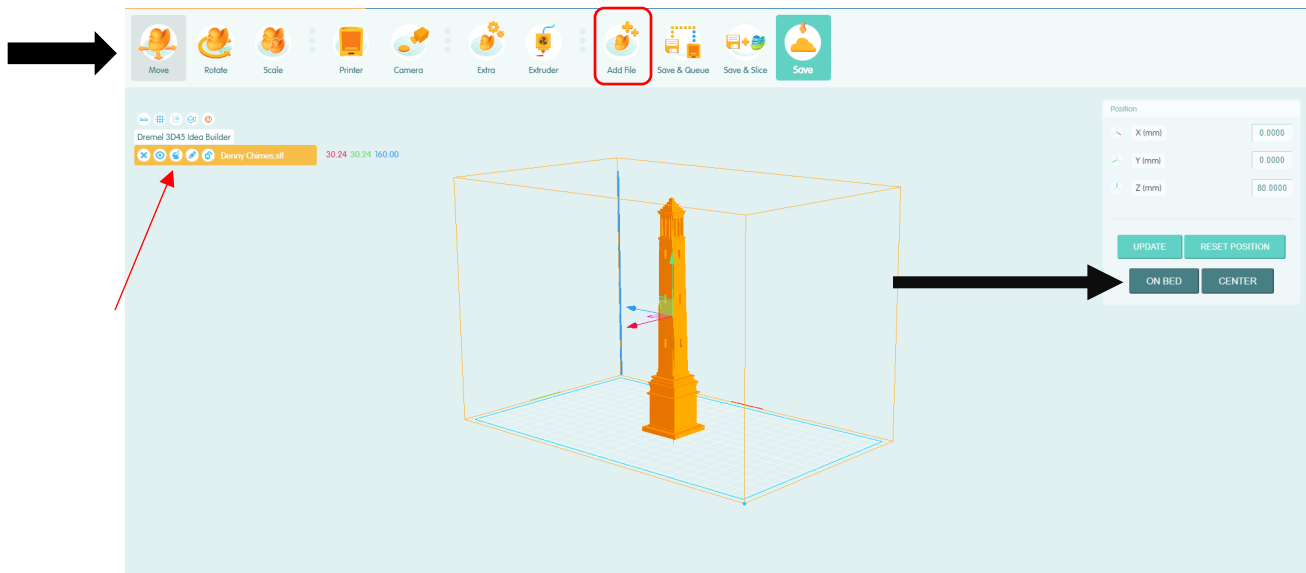 Move Rotate Scale Printer Camera Extra Extruder Add File Save & Queue Save & Slice Save
Dremel 3D45 Idea Builder
Denny Chimes.stl 30.24 30.24 160.00
Position
X (mm) 0.0000
Y (mm) 0.0000
Z (mm) 80.0000
UPDATE RESET POSITION
ON BED CENTER